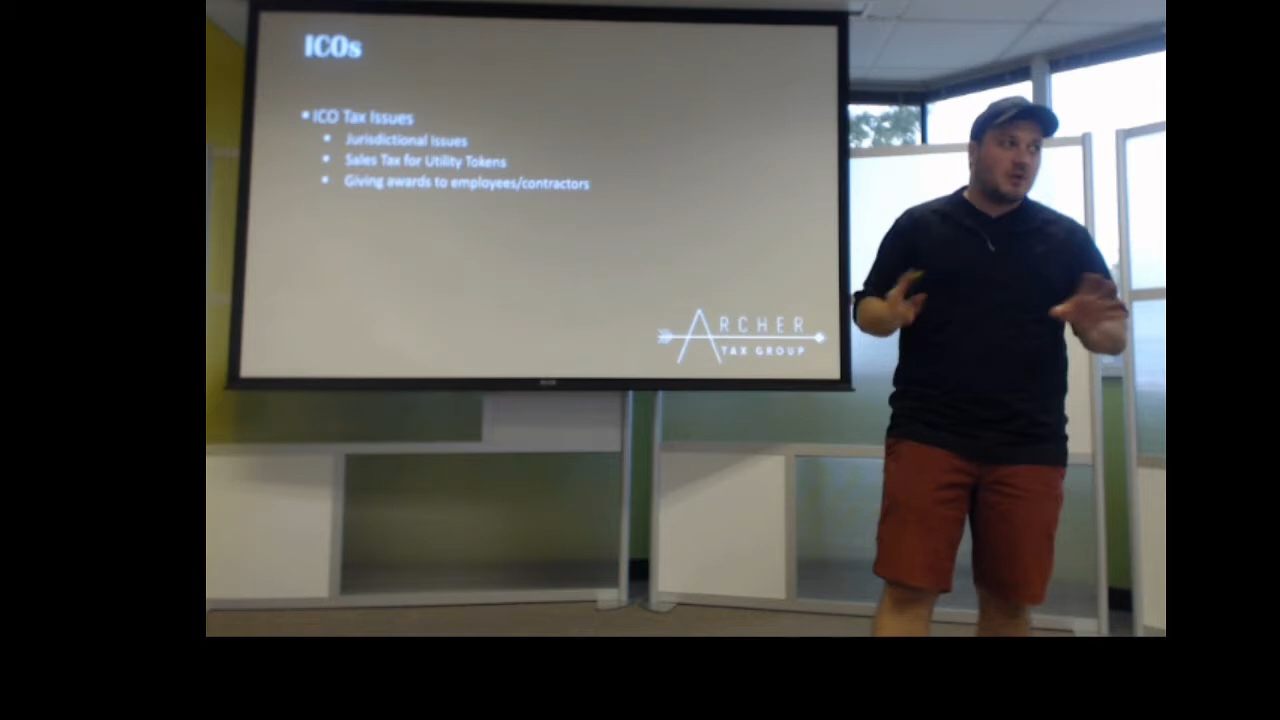 ICOs
ICO Tax Issues
Jurisdictional Issues
Sales Tax for Utility Tokens
Giving awards to employees/contractors
ARCHER
TAX GROUP